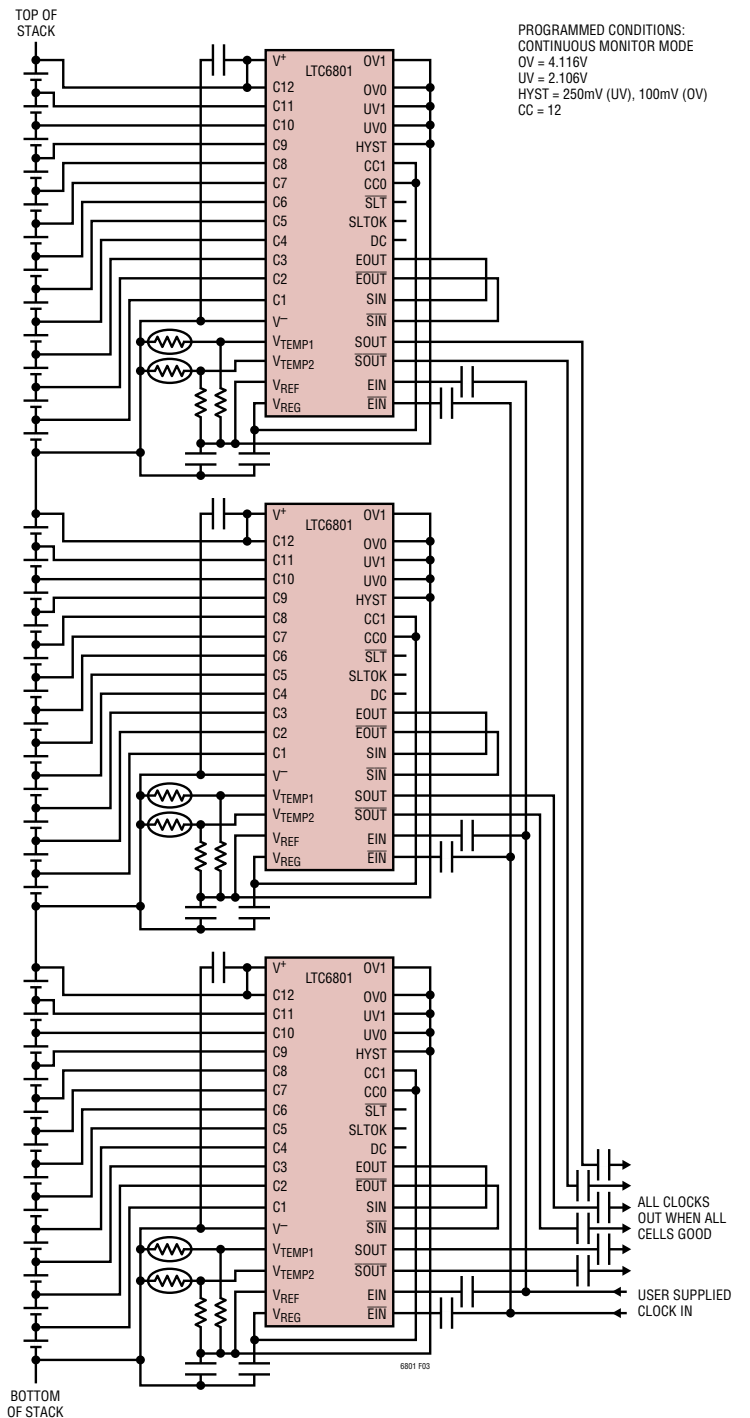 TOP OF
STACK
PROGRAMMED CONDITIONS:
CONTINUOUS MONITOR MODE
OV = 4.116V
UV = 2.106V
HYST = 250mV (UV), 100mV (OV)
CC = 12
LTC6801
V+
C12
C11
C10
C9
C8
C7
C6
C5
C4
C3
C2
C1
V–
VTEMP1
VTEMP2
VREF
VREG
OV1
OV0
UV1
UV0
HYST
CC1
CC0
SLT
SLTOK
DC
EOUT
EOUT
SIN
SIN
SOUT
SOUT
EIN
EIN
LTC6801
V+
C12
C11
C10
C9
C8
C7
C6
C5
C4
C3
C2
C1
V–
VTEMP1
VTEMP2
VREF
VREG
OV1
OV0
UV1
UV0
HYST
CC1
CC0
SLT
SLTOK
DC
EOUT
EOUT
SIN
SIN
SOUT
SOUT
EIN
EIN
LTC6801
V+
C12
C11
C10
C9
C8
C7
C6
C5
C4
C3
C2
C1
V–
VTEMP1
VTEMP2
VREF
VREG
OV1
OV0
UV1
UV0
HYST
CC1
CC0
SLT
SLTOK
DC
EOUT
EOUT
SIN
SIN
SOUT
SOUT
EIN
EIN
ALL CLOCKS
OUT WHEN ALL
CELLS GOOD
USER SUPPLIED
CLOCK IN
6801 F03
BOTTOM
OF STACK